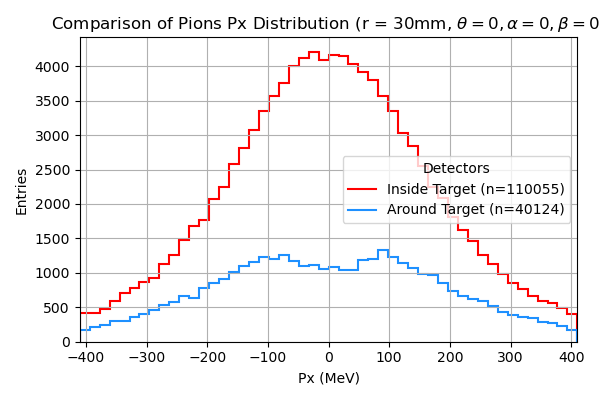 Comparison of Pions Px Distribution (r = 30mm, θ = 0, α = 0, β = 0
Entries
4000
3500
3000
2500
2000
1500
1000
500
0
Detectors
Inside Target (n=110055)
Around Target (n=40124)
−400 −300 −200 −100 0 100 200 300 400
Px (MeV)